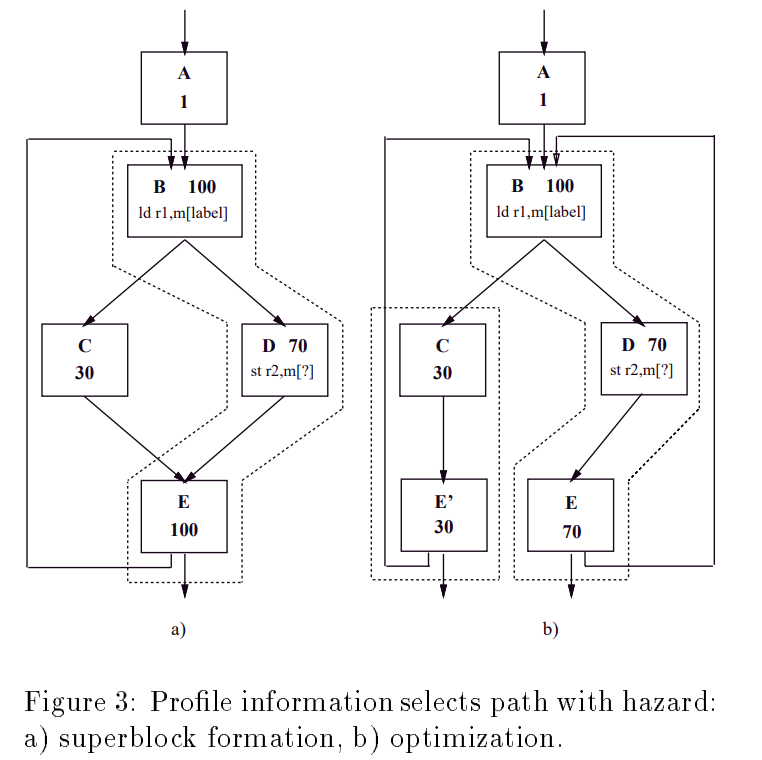 A
1
B 100
ld r1,m[label]
C
30
D 70
st r2,m[?]
E
100
a)
A
1
B 100
ld r1,m[label]
C
30
D 70
st r2,m[?]
E’
30
E
70
b)
Figure 3: Profile information selects path with hazard:
a) superblock formation, b) optimization.